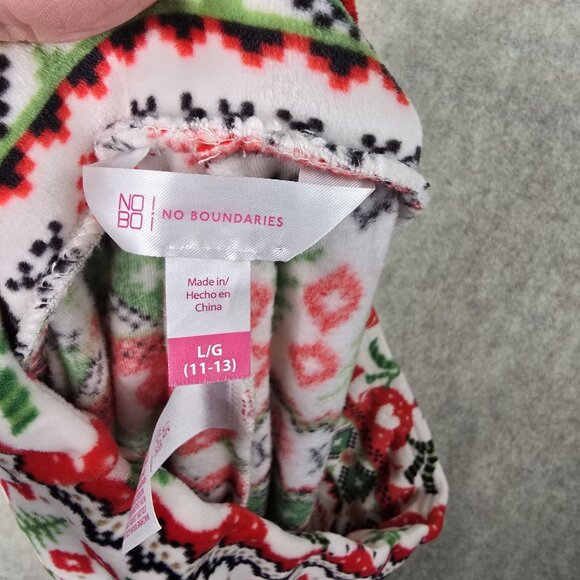 NO
BO
NO BOUNDARIES
Made in/
Hecho en
China
L/G
(11-13)